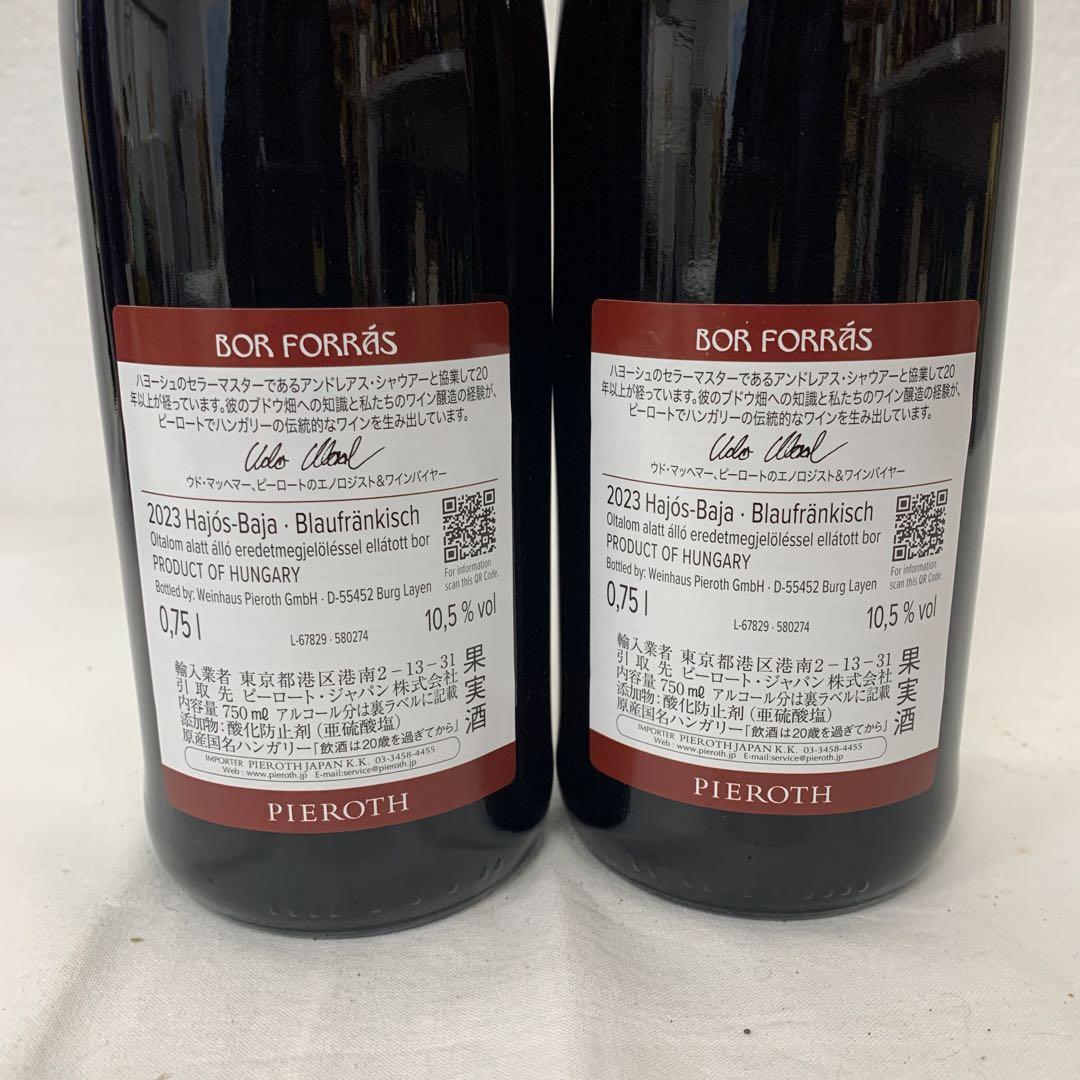 BOR FORRÁS
ハヨーシュのセラーマスターであるアンドレアス・シャウアーと協業して20
年以上が経っています。彼のブドウ畑への知識と私たちのワイン醸造の経験が、
ピーロートでハンガリーの伝統的なワインを生み出しています。
ウド・マッヘマー、ピーロートのエノロジスト&ワインバイヤー
2023 Hajós-Baja · Blaufränkisch
Oltalom alatt álló eredetmegjelöléssel ellátott bor
PRODUCT OF HUNGARY
For information
scan this QR Code.
Bottled by: Weinhaus Pieroth GmbH · D-55452 Burg Layen
0,75 l
L-67829 · 580274
10,5 % vol
輸入業者 東京都港区港南2-13-31
引取先 ピーロート・ジャパン株式会社
内容量 750㎖ アルコール分は裏ラベルに記載
添加物:酸化防止剤(亜硫酸塩)
原産国名ハンガリー「飲酒は20歳を過ぎてから」
果実酒
IMPORTER PIEROTH JAPAN K.K. 03-3458-4455
Web : www.pieroth.jp E-mail:service@pieroth.jp
PIEROTH
BOR FORRÁS
ハヨーシュのセラーマスターであるアンドレアス・シャウアーと協業して20
年以上が経っています。彼のブドウ畑への知識と私たちのワイン醸造の経験が、
ピーロートでハンガリーの伝統的なワインを生み出しています。
ウド・マッヘマー、ピーロートのエノロジスト&ワインバイヤー
2023 Hajós-Baja · Blaufränkisch
Oltalom alatt álló eredetmegjelöléssel ellátott bor
PRODUCT OF HUNGARY
For information
scan this QR Code.
Bottled by: Weinhaus Pieroth GmbH · D-55452 Burg Layen
0,75 l
L-67829 · 580274
10,5 % vol
輸入業者 東京都港区港南2-13-31
引取先 ピーロート・ジャパン株式会社
内容量 750㎖ アルコール分は裏ラベルに記載
添加物:酸化防止剤(亜硫酸塩)
原産国名ハンガリー「飲酒は20歳を過ぎてから」
果実酒
IMPORTER PIEROTH JAPAN K.K. 03-3458-4455
Web : www.pieroth.jp E-mail:service@pieroth.jp
PIEROTH